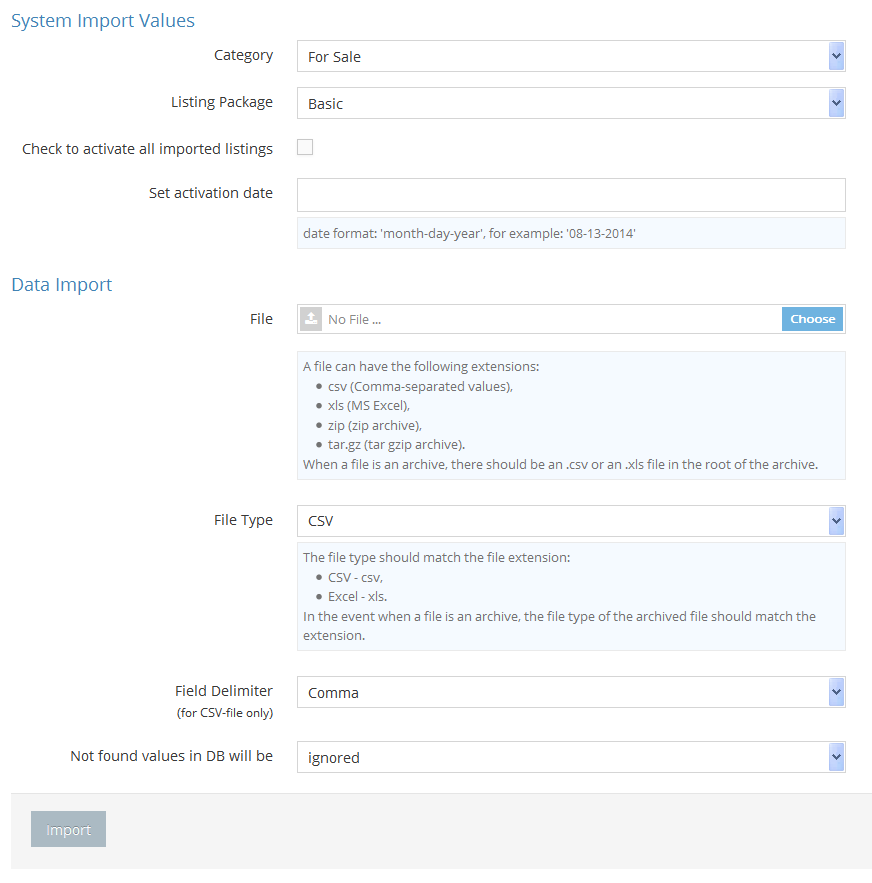 System Import Values
Category
For Sale
Listing Package
Basic
Check to activate all imported listings
Set activation date
date format: 'month-day-year', for example: '08-13-2014'
Data Import
File
No File ...
Choose
A file can have the following extensions:
• csv (Comma-separated values),
• xls (MS Excel),
• zip (zip archive),
• tar.gz (tar gzip archive).
When a file is an archive, there should be an .csv or an .xls file in the root of the archive.
File Type
CSV
The file type should match the file extension:
• CSV - csv,
• Excel - xls.
In the event when a file is an archive, the file type of the archived file should match the
extension.
Field Delimiter
(for CSV-file only)
Comma
Not found values in DB will be
ignored
Import